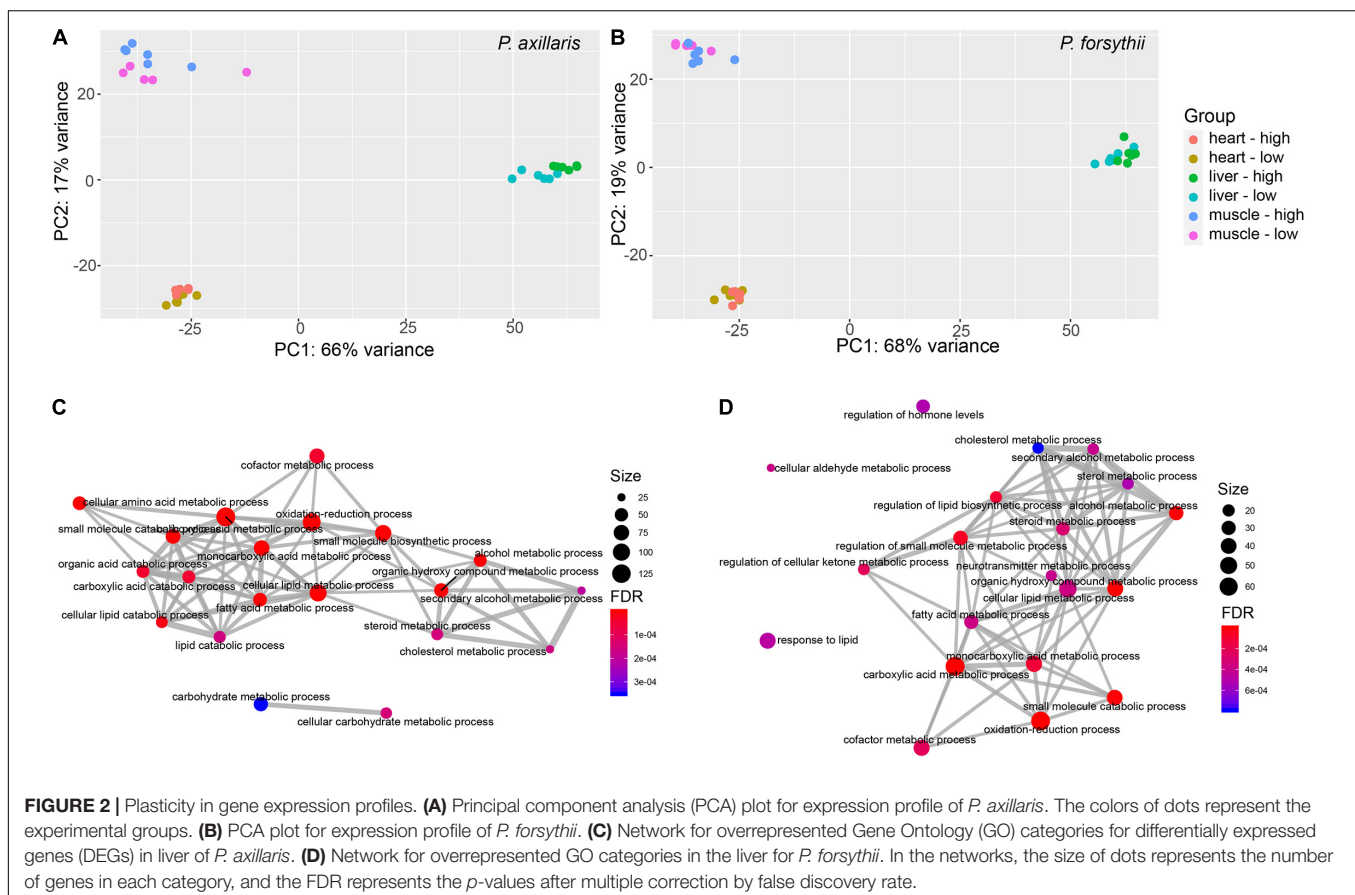 A
P. axillaris
PC2: 17% variance
20
0
-20
-25
0
25
50
PC1: 66% variance
B
P. forsythii
PC2: 19% variance
20
0
-20
-25
0
25
50
PC1: 68% variance
Group
heart - high
heart - low
liver - high
liver - low
muscle - high
muscle - low
C
cofactor metabolic process
cellular amino acid metabolic process
oxidation-reduction process
small molecule biosynthetic process
monocarboxylic acid metabolic process
alcohol metabolic process
organic acid catabolic process
organic hydroxy compound metabolic process
carboxylic acid catabolic process
cellular lipid metabolic process
secondary alcohol metabolic process
fatty acid metabolic process
cellular lipid catabolic process
steroid metabolic process
lipid catabolic process
cholesterol metabolic process
carbohydrate metabolic process
cellular carbohydrate metabolic process
Size
25
50
75
100
125
FDR
1e-04
2e-04
3e-04
D
regulation of hormone levels
cholesterol metabolic process
secondary alcohol metabolic process
cellular aldehyde metabolic process
sterol metabolic process
regulation of lipid biosynthetic process
alcohol metabolic process
steroid metabolic process
regulation of small molecule metabolic process
regulation of cellular ketone metabolic process
neurotransmitter metabolic process
organic hydroxy compound metabolic process
cellular lipid metabolic process
fatty acid metabolic process
response to lipid
monocarboxylic acid metabolic process
carboxylic acid metabolic process
small molecule catabolic process
oxidation-reduction process
cofactor metabolic process
Size
20
30
40
50
60
FDR
2e-04
4e-04
6e-04
FIGURE 2 | Plasticity in gene expression profiles. (A) Principal component analysis (PCA) plot for expression profile of P. axillaris. The colors of dots represent the
experimental groups. (B) PCA plot for expression profile of P. forsythii. (C) Network for overrepresented Gene Ontology (GO) categories for differentially expressed
genes (DEGs) in liver of P. axillaris. (D) Network for overrepresented GO categories in the liver for P. forsythii. In the networks, the size of dots represents the number
of genes in each category, and the FDR represents the p-values after multiple correction by false discovery rate.